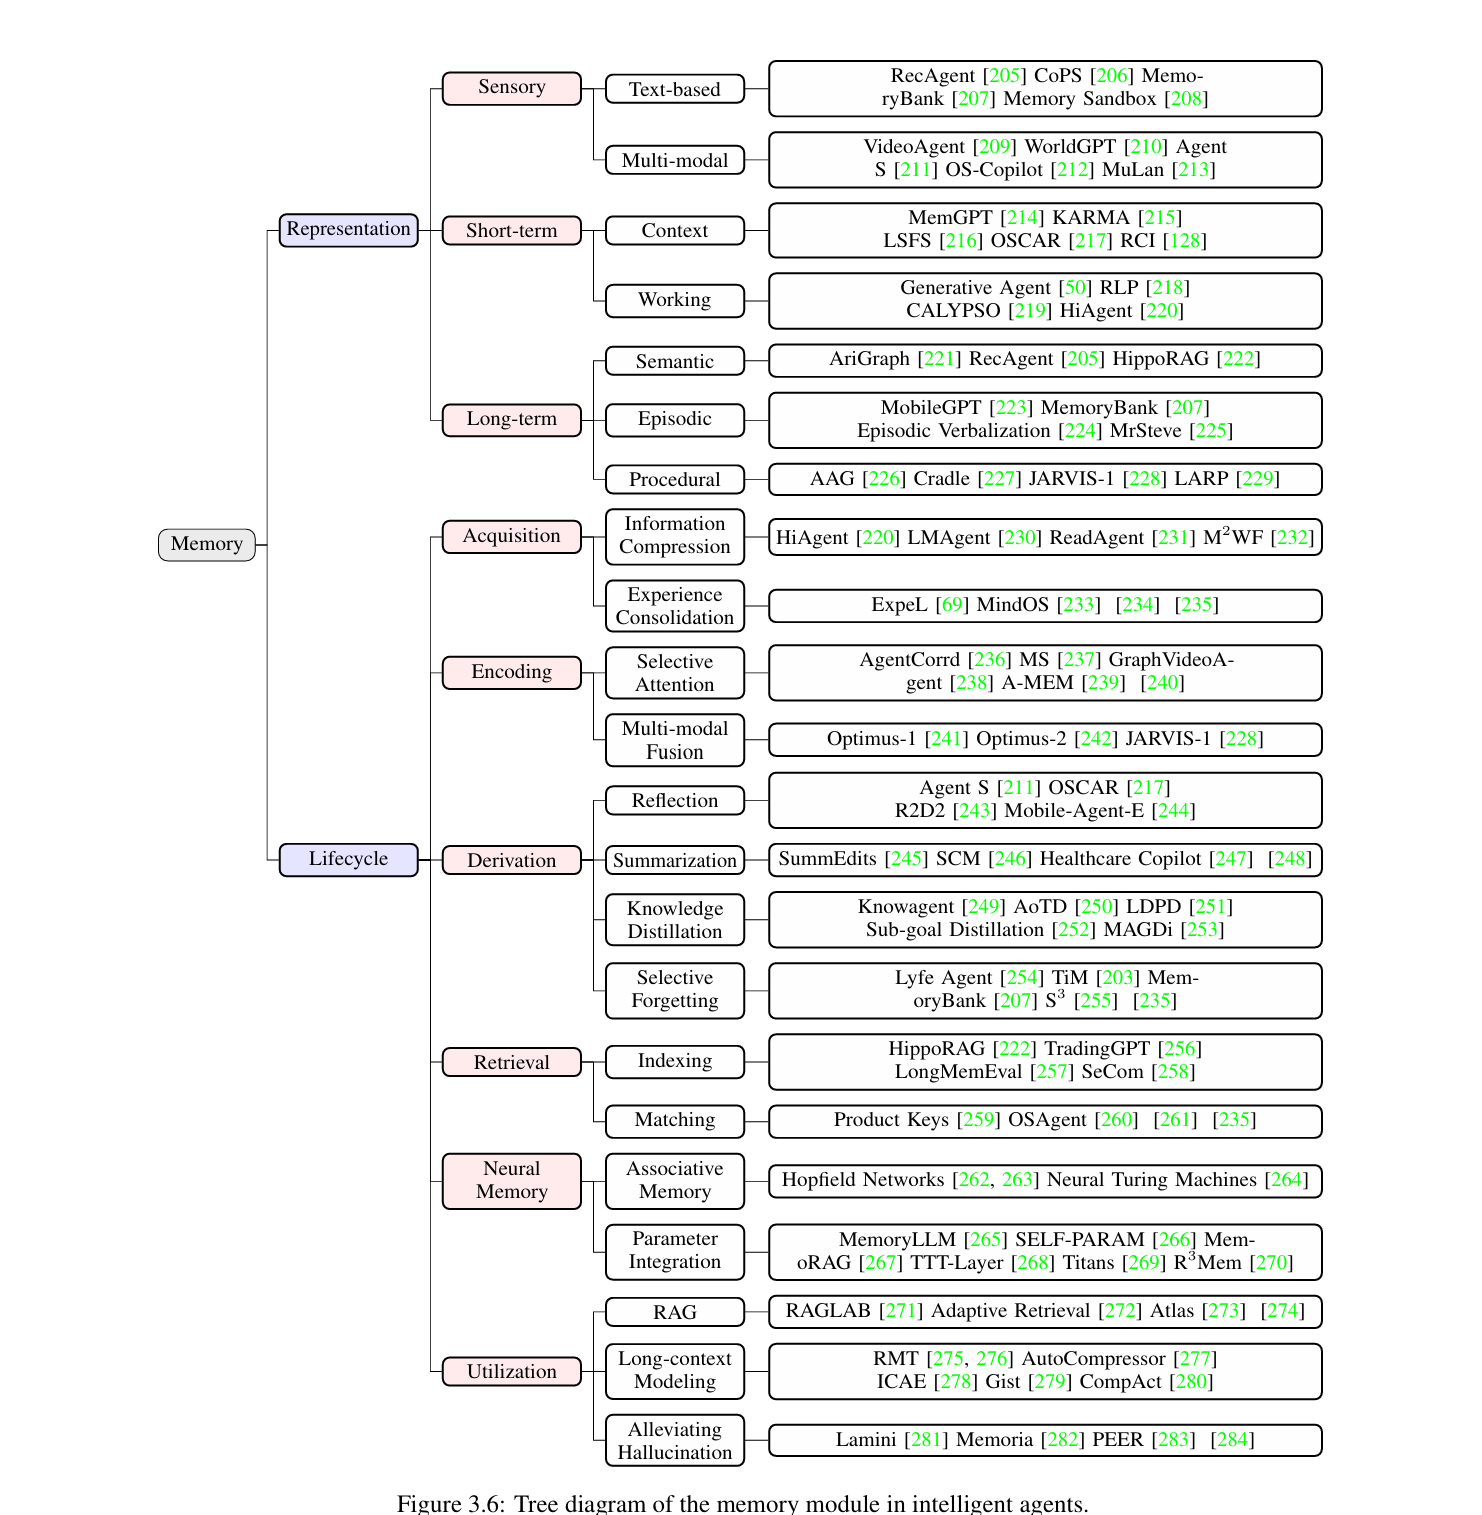 Sensory
Text-based
RecAgent [205] CoPS [206] Memo-
ryBank [207] Memory Sandbox [208]
Multi-modal
VideoAgent [209] WorldGPT [210] Agent
S [211] OS-Copilot [212] MuLan [213]
Representation
Short-term
Context
MemGPT [214] KARMA [215]
LSFS [216] OSCAR [217] RCI [128]
Working
Generative Agent [50] RLP [218]
CALYPSO [219] HiAgent [220]
Semantic
AriGraph [221] RecAgent [205] HippoRAG [222]
Long-term
Episodic
MobileGPT [223] MemoryBank [207]
Episodic Verbalization [224] MrSteve [225]
Procedural
AAG [226] Cradle [227] JARVIS-1 [228] LARP [229]
Memory
Acquisition
Information
Compression
HiAgent [220] LMAgent [230] ReadAgent [231] M²WF [232]
Experience
Consolidation
ExpeL [69] MindOS [233] [234] [235]
Encoding
Selective
Attention
AgentCorrd [236] MS [237] GraphVideoA-
gent [238] A-MEM [239] [240]
Multi-modal
Fusion
Optimus-1 [241] Optimus-2 [242] JARVIS-1 [228]
Reflection
Agent S [211] OSCAR [217]
R2D2 [243] Mobile-Agent-E [244]
Lifecycle
Derivation
Summarization
SummEdits [245] SCM [246] Healthcare Copilot [247] [248]
Knowledge
Distillation
Knowagent [249] AoTD [250] LDPD [251]
Sub-goal Distillation [252] MAGDi [253]
Selective
Forgetting
Lyfe Agent [254] TiM [203] Mem-
oryBank [207] S³ [255] [235]
Retrieval
Indexing
HippoRAG [222] TradingGPT [256]
LongMemEval [257] SeCom [258]
Matching
Product Keys [259] OSAgent [260] [261] [235]
Neural
Memory
Associative
Memory
Hopfield Networks [262, 263] Neural Turing Machines [264]
Parameter
Integration
MemoryLLM [265] SELF-PARAM [266] Mem-
oRAG [267] TTT-Layer [268] Titans [269] R³Mem [270]
RAG
RAGLAB [271] Adaptive Retrieval [272] Atlas [273] [274]
Utilization
Long-context
Modeling
RMT [275, 276] AutoCompressor [277]
ICAE [278] Gist [279] CompAct [280]
Alleviating
Hallucination
Lamini [281] Memoria [282] PEER [283] [284]
Figure 3.6: Tree diagram of the memory module in intelligent agents.